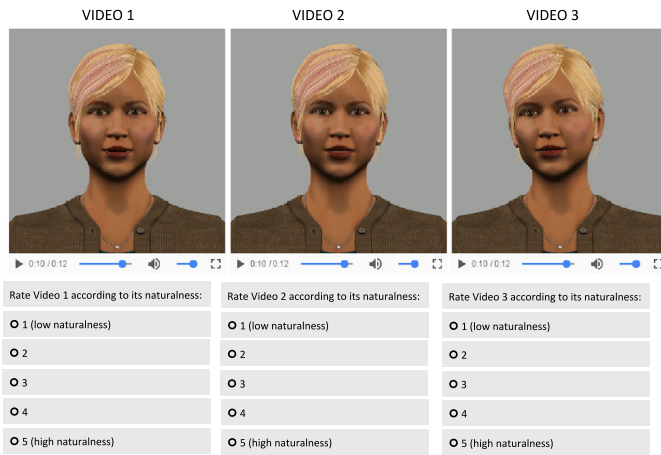 VIDEO 1
VIDEO 2
VIDEO 3
0:10 / 0:12
0:10 / 0:12
0:10 / 0:12
Rate Video 1 according to its naturalness:
1 (low naturalness)
2
3
4
5 (high naturalness)
Rate Video 2 according to its naturalness:
1 (low naturalness)
2
3
4
5 (high naturalness)
Rate Video 3 according to its naturalness:
1 (low naturalness)
2
3
4
5 (high naturalness)